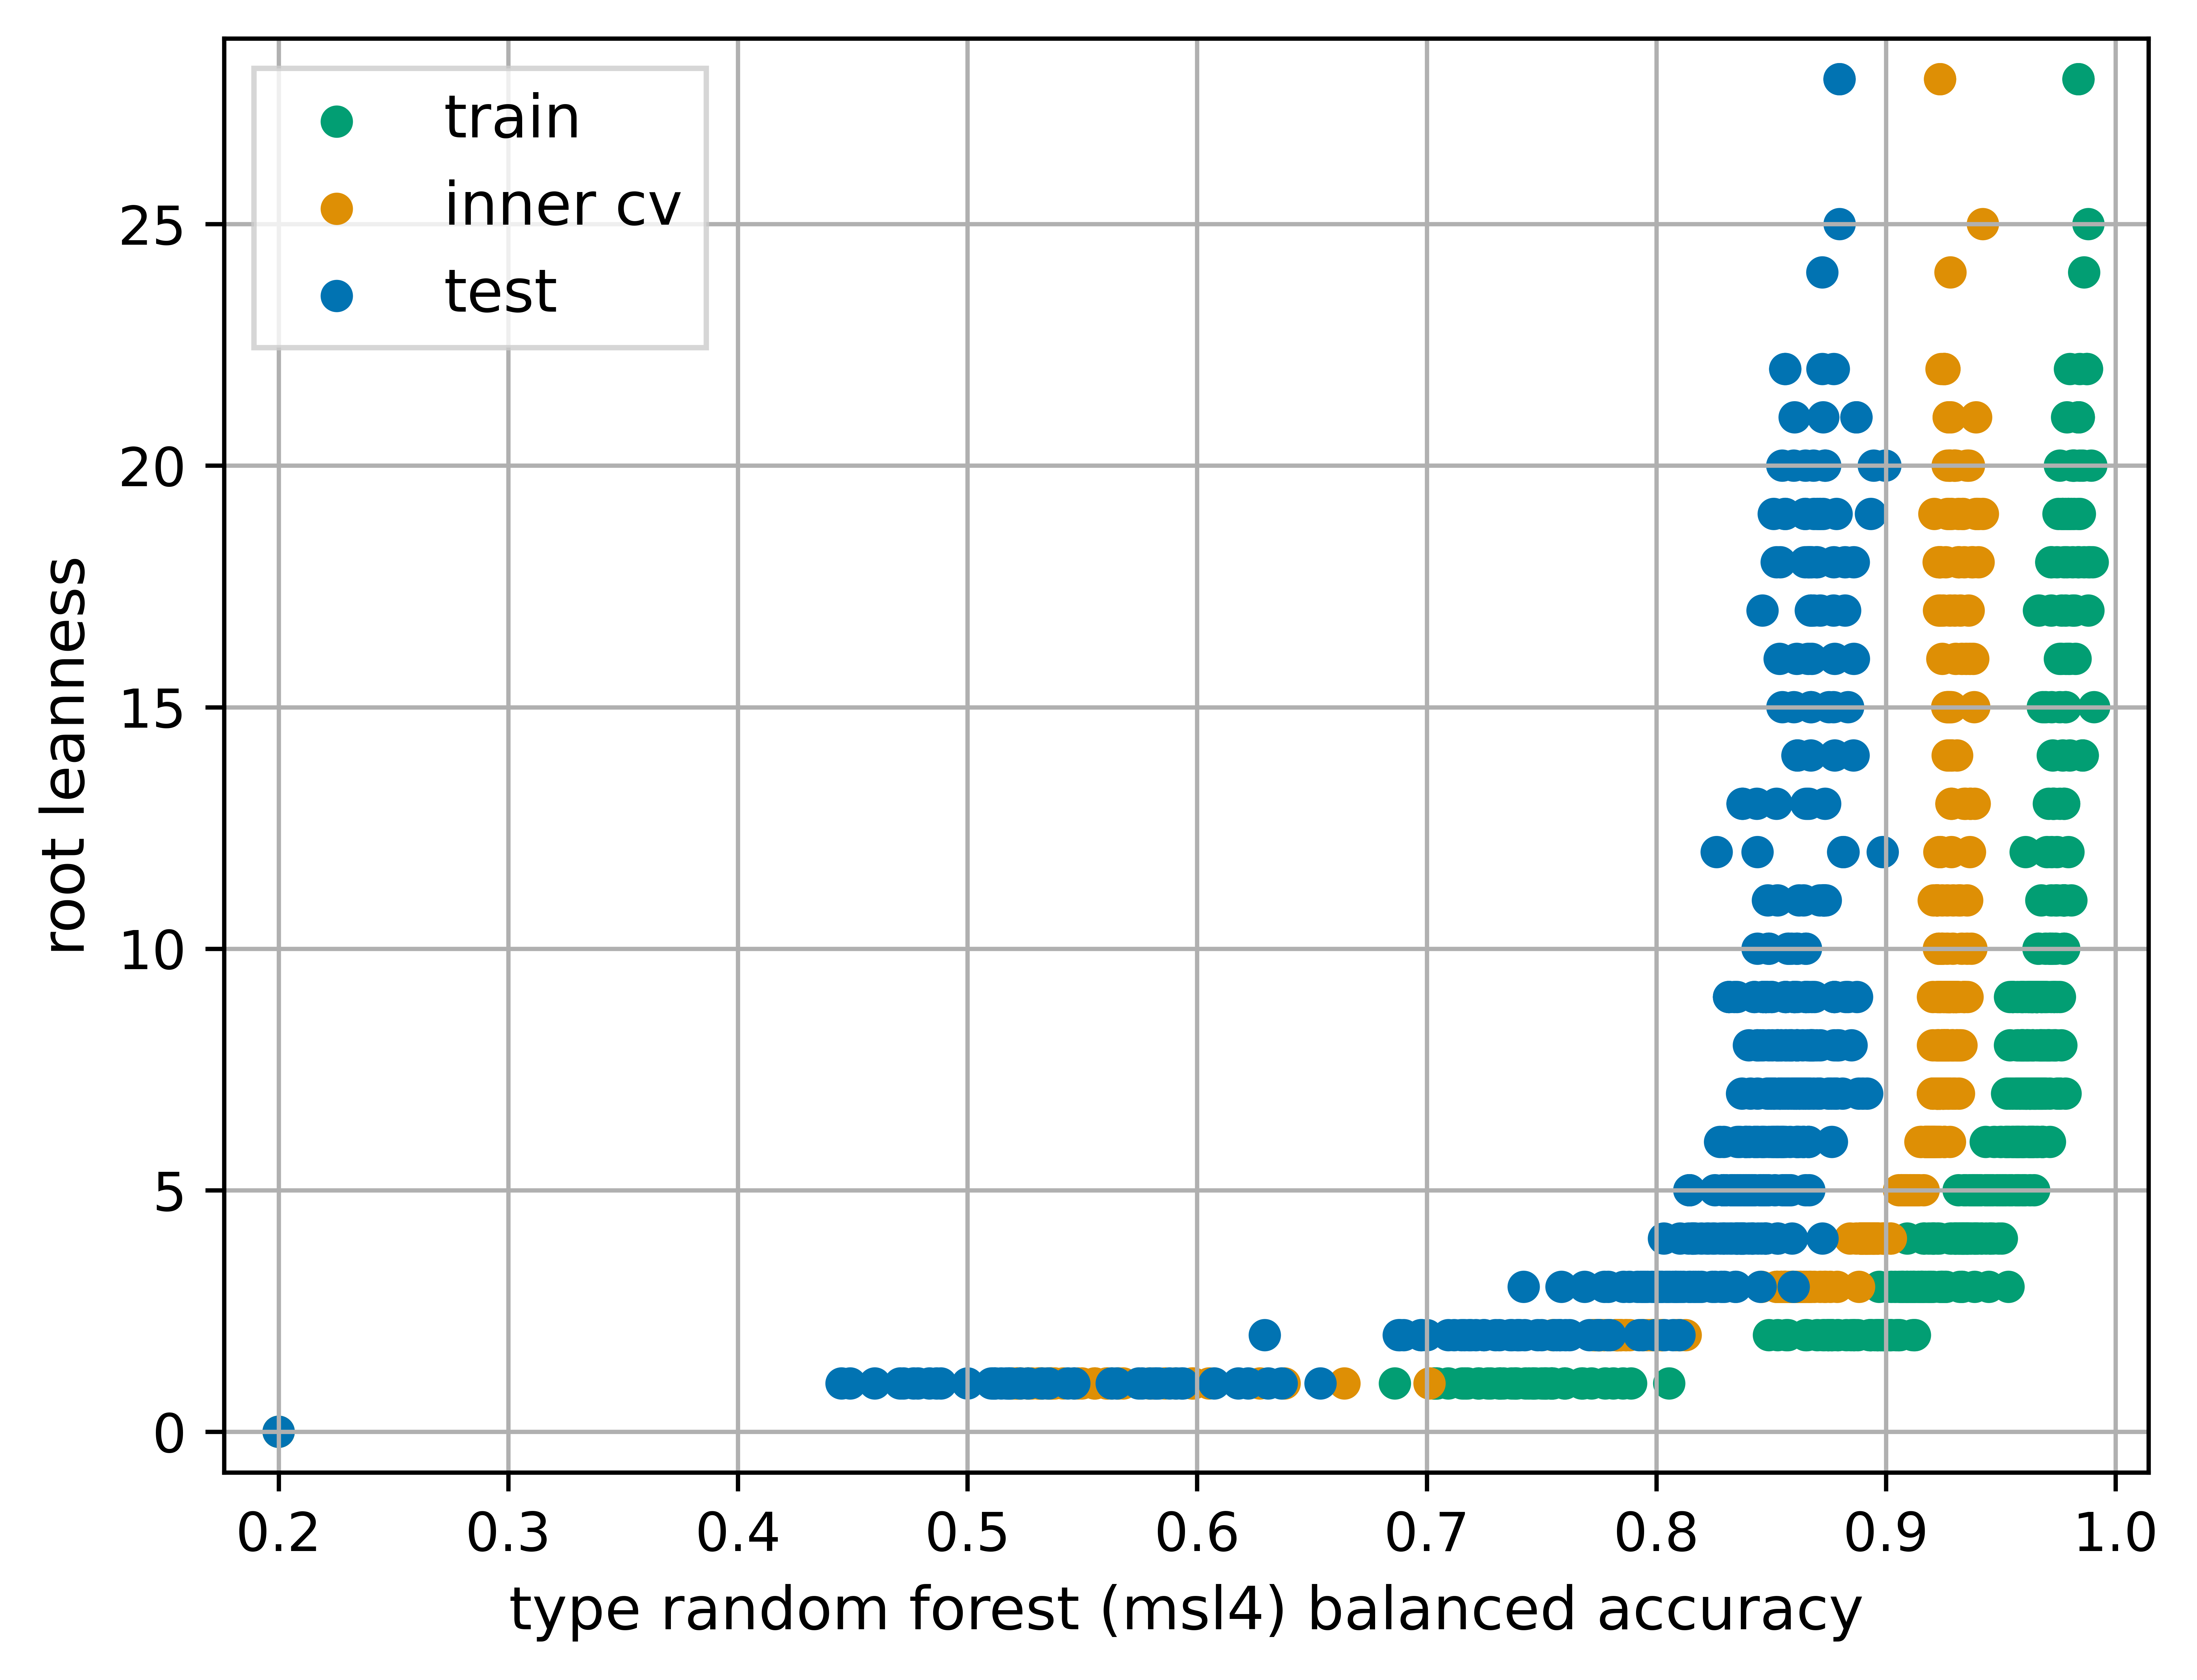 train
inner cv
test
25
20
15
10
5
0
root leanness
0.2 0.3 0.4 0.5 0.6 0.7 0.8 0.9 1.0
type random forest (msl4) balanced accuracy